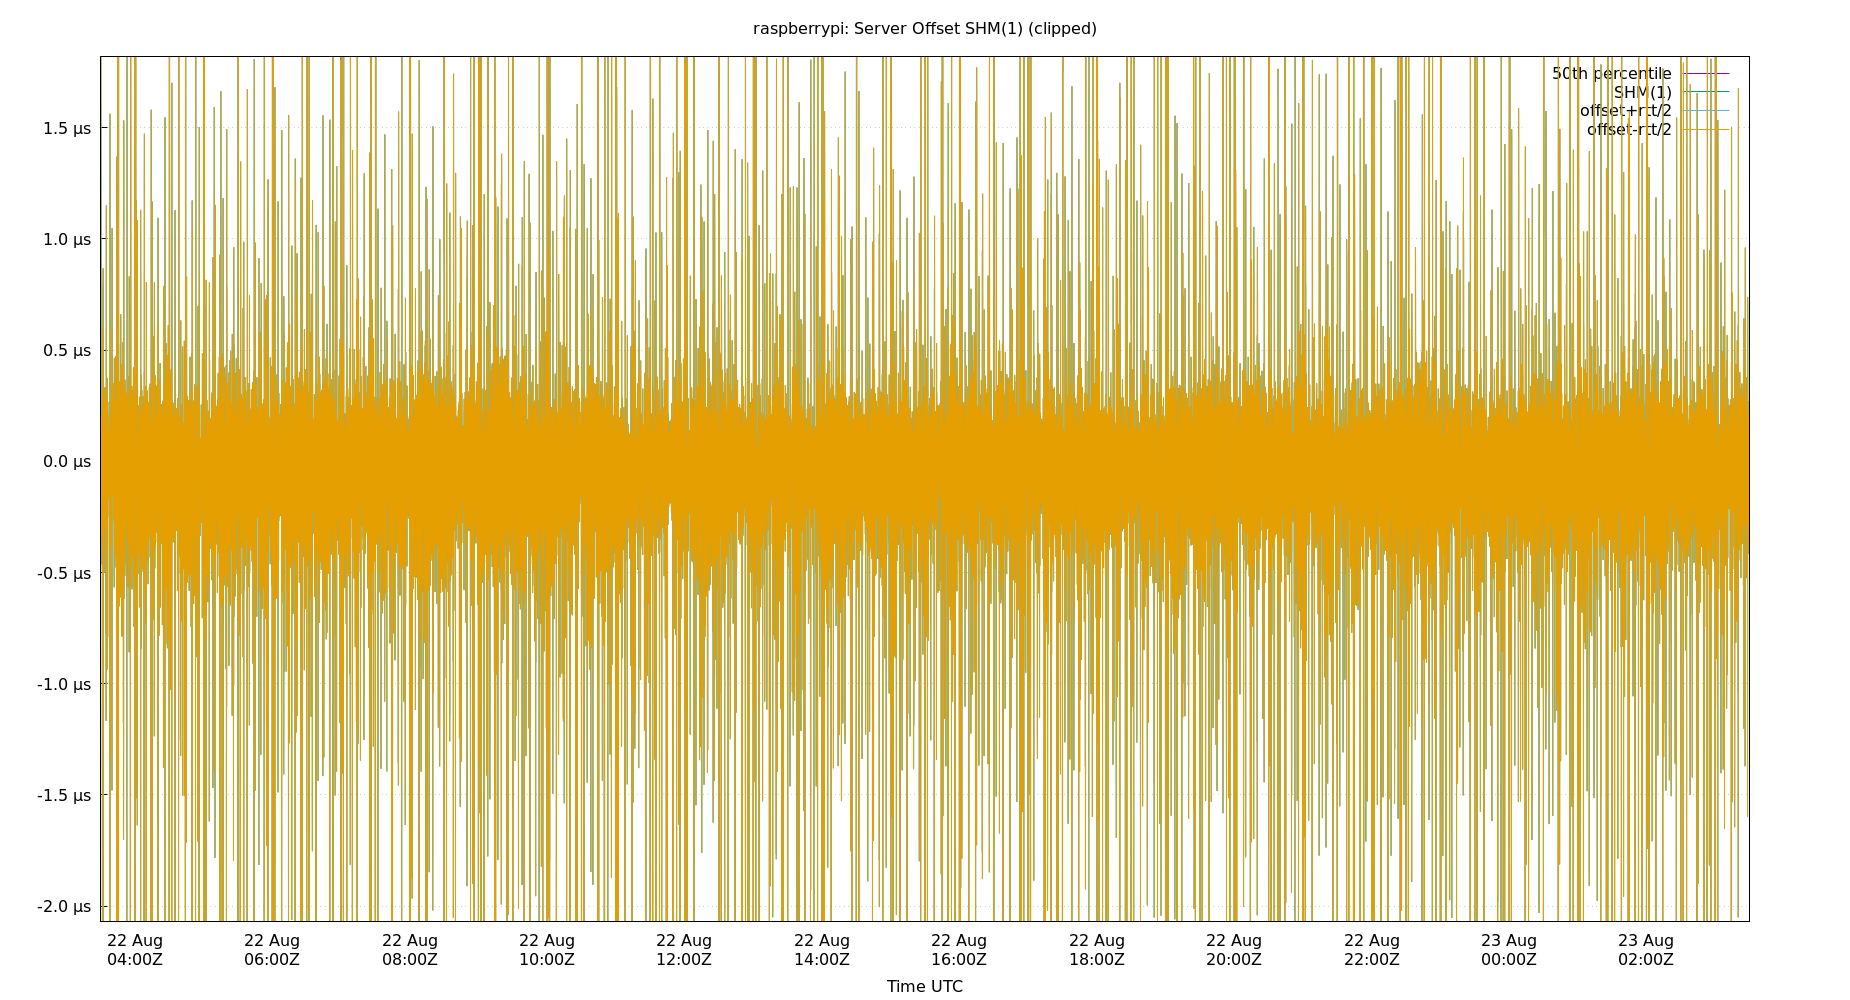 raspberrypi: Server Offset SHM(1) (clipped)
50th percentile
SHM(1)
offset+rtt/2
offset-rtt/2
1.5 µs
1.0 µs
0.5 µs
0.0 µs
-0.5 µs
-1.0 µs
-1.5 µs
-2.0 µs
22 Aug 22 Aug 22 Aug 22 Aug 22 Aug 22 Aug 22 Aug 22 Aug 22 Aug 22 Aug 23 Aug 23 Aug
04:00Z 06:00Z 08:00Z 10:00Z 12:00Z 14:00Z 16:00Z 18:00Z 20:00Z 22:00Z 00:00Z 02:00Z
Time UTC